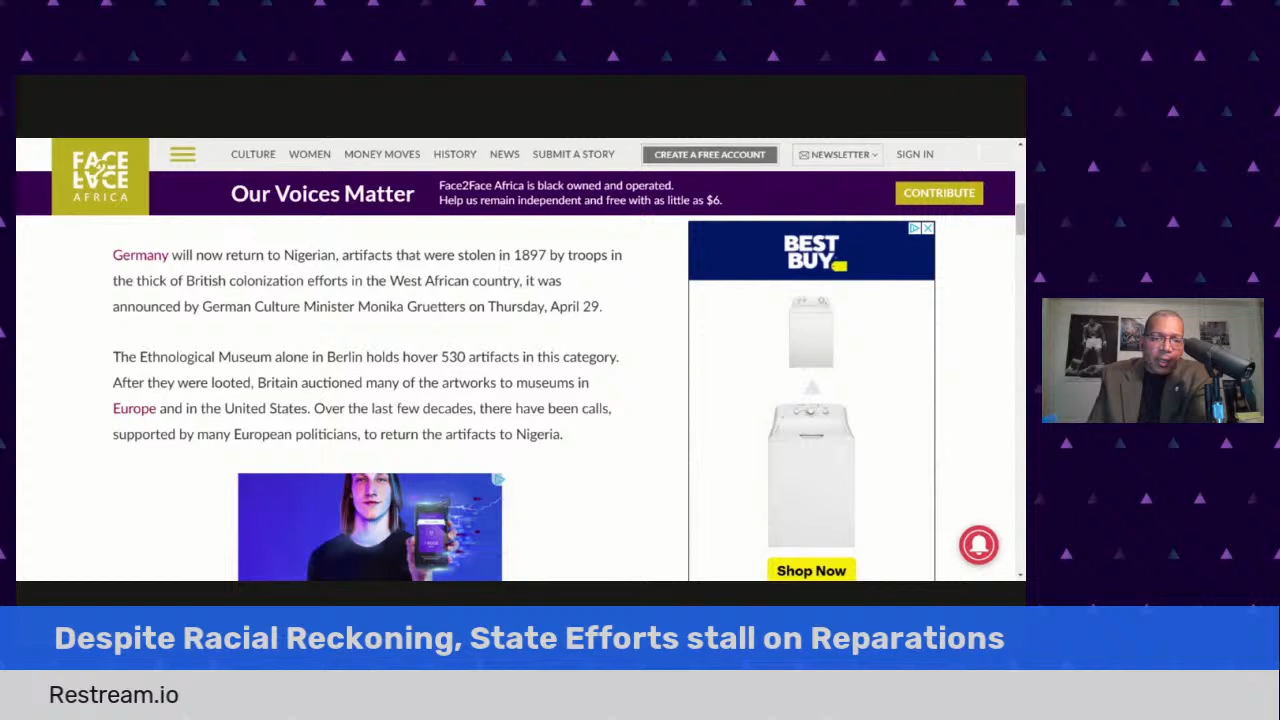 FACE
2
FACE
AFRICA
CULTURE WOMEN MONEY MOVES HISTORY NEWS SUBMIT A STORY CREATE A FREE ACCOUNT NEWSLETTER SIGN IN
Our Voices Matter
Face2Face Africa is black owned and operated.
Help us remain independent and free with as little as $6.
CONTRIBUTE
Germany will now return to Nigerian, artifacts that were stolen in 1897 by troops in
the thick of British colonization efforts in the West African country, it was
announced by German Culture Minister Monika Gruetters on Thursday, April 29.
The Ethnological Museum alone in Berlin holds hover 530 artifacts in this category.
After they were looted, Britain auctioned many of the artworks to museums in
Europe and in the United States. Over the last few decades, there have been calls,
supported by many European politicians, to return the artifacts to Nigeria.
BEST
BUY
Shop Now
Despite Racial Reckoning, State Efforts stall on Reparations
Restream.io